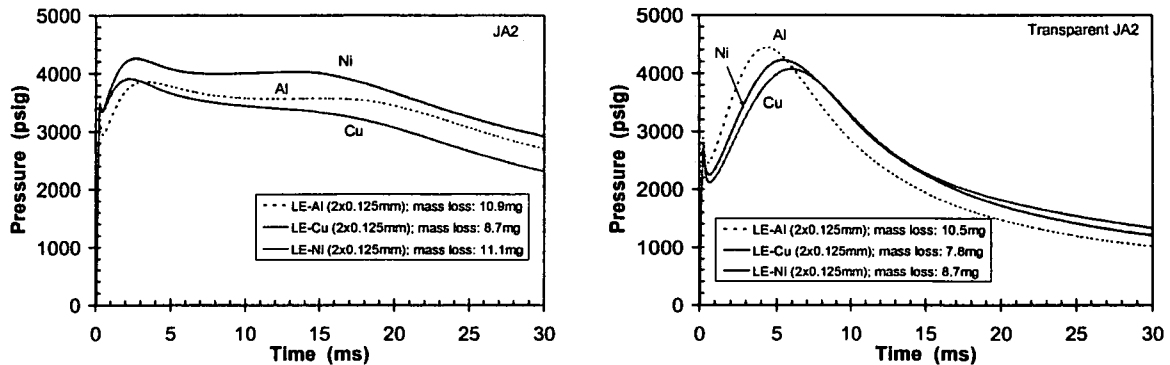 JA2
5000
4000
3000
2000
1000
0
Pressure (psig)
Ni
Al
Cu
LE-Al (2x0.125mm); mass loss: 10.9mg
LE-Cu (2x0.125mm); mass loss: 8.7mg
LE-Ni (2x0.125mm); mass loss: 11.1mg
0 5 10 15 20 25 30
Time (ms)
Transparent JA2
5000
4000
3000
2000
1000
0
Pressure (psig)
Al
Ni
Cu
LE-Al (2x0.125mm); mass loss: 10.5mg
LE-Cu (2x0.125mm); mass loss: 7.8mg
LE-Ni (2x0.125mm); mass loss: 8.7mg
0 5 10 15 20 25 30
Time (ms)